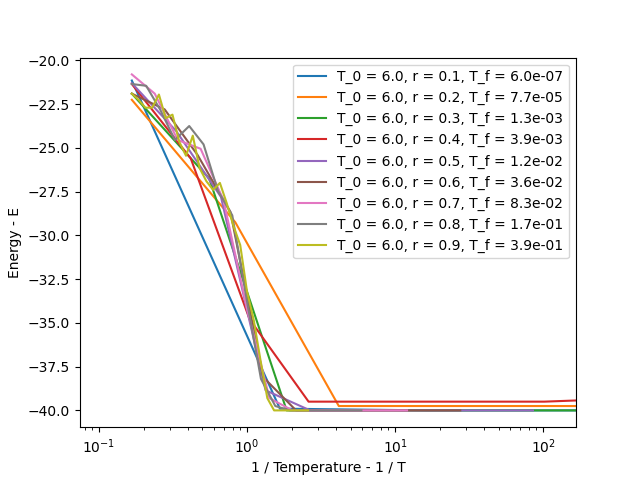 −20.0
−22.5
−25.0
−27.5
−30.0
−32.5
−35.0
−37.5
−40.0
Energy - E
T_0 = 6.0, r = 0.1, T_f = 6.0e-07
T_0 = 6.0, r = 0.2, T_f = 7.7e-05
T_0 = 6.0, r = 0.3, T_f = 1.3e-03
T_0 = 6.0, r = 0.4, T_f = 3.9e-03
T_0 = 6.0, r = 0.5, T_f = 1.2e-02
T_0 = 6.0, r = 0.6, T_f = 3.6e-02
T_0 = 6.0, r = 0.7, T_f = 8.3e-02
T_0 = 6.0, r = 0.8, T_f = 1.7e-01
T_0 = 6.0, r = 0.9, T_f = 3.9e-01
10⁻¹ 10⁰ 10¹ 10²
1 / Temperature - 1 / T